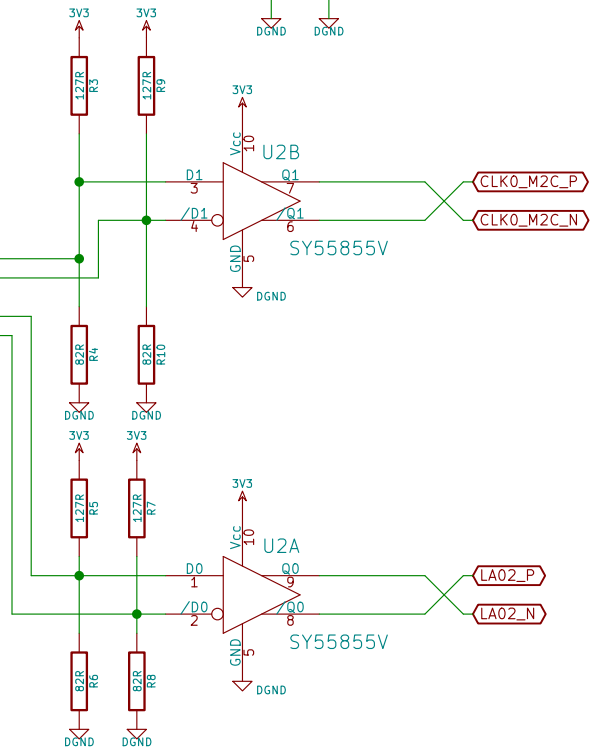 DGND DGND
3V3 3V3
127R R3 127R R9
3V3
Vcc 10
U2B
D1 3
/D1 4
Q1 7
/Q1 6
CLK0_M2C_P
CLK0_M2C_N
GND 5
SY55855V
DGND
82R R4 82R R10
DGND DGND
3V3 3V3
127R R5 127R R7
3V3
Vcc 10
U2A
D0 1
/D0 2
Q0 9
/Q0 8
LA02_P
LA02_N
GND 5
SY55855V
DGND
82R R6 82R R8
DGND DGND